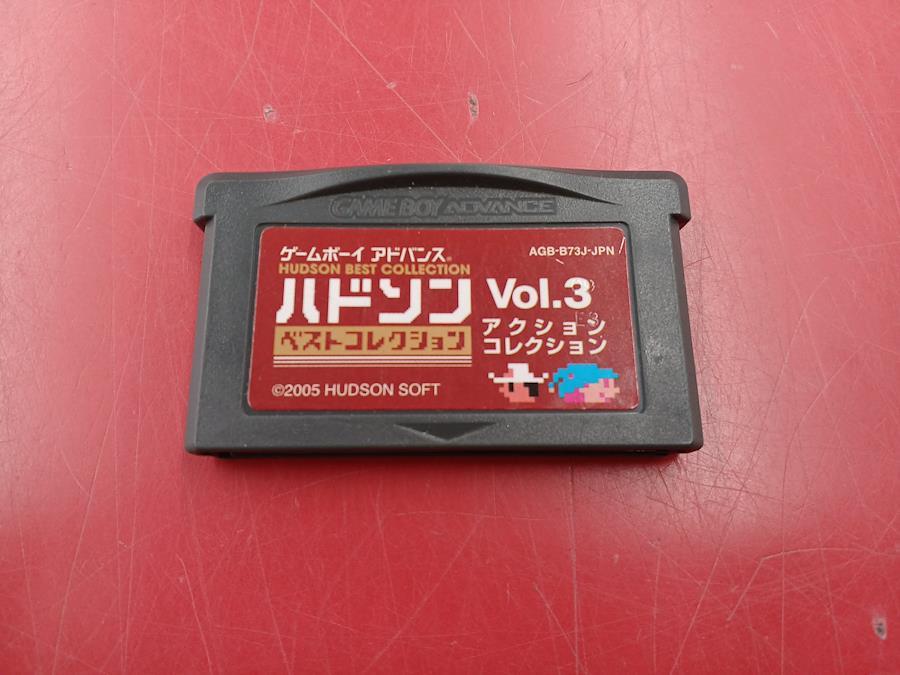 GAME BOY ADVANCE
ゲームボーイ アドバンス®
AGB-B73J-JPN
HUDSON BEST COLLECTION
ハドソン
Vol.3
ベストコレクション
アクション
コレクション
©2005 HUDSON SOFT